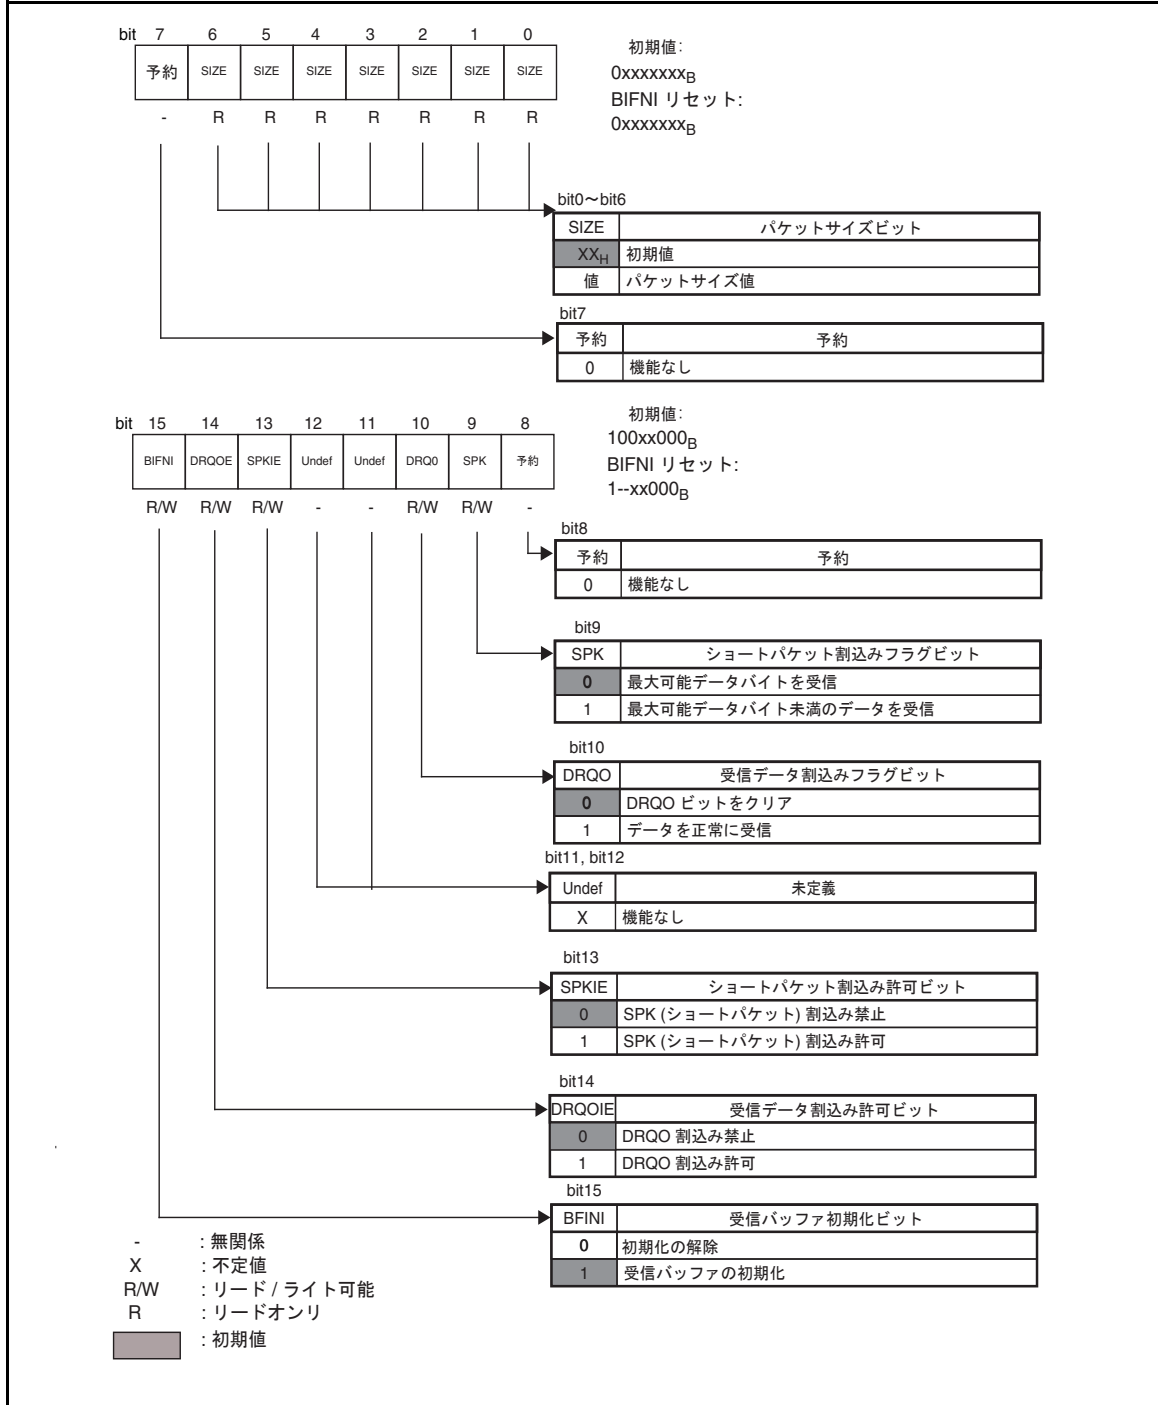 bit 7 6 5 4 3 2 1 0
予約 SIZE SIZE SIZE SIZE SIZE SIZE SIZE
- R R R R R R R
初期値:
0xxxxxxxB
BIFNI リセット:
0xxxxxxxB
bit0〜bit6
SIZE パケットサイズビット
XXH 初期値
値 パケットサイズ値
bit7
予約 予約
0 機能なし
bit 15 14 13 12 11 10 9 8
BIFNI DRQOE SPKIE Undef Undef DRQ0 SPK 予約
R/W R/W R/W - - R/W R/W -
初期値:
100xx000B
BIFNI リセット:
1--xx000B
bit8
予約 予約
0 機能なし
bit9
SPK ショートパケット割込みフラグビット
0 最大可能データバイトを受信
1 最大可能データバイト未満のデータを受信
bit10
DRQO 受信データ割込みフラグビット
0 DRQO ビットをクリア
1 データを正常に受信
bit11, bit12
Undef 未定義
X 機能なし
bit13
SPKIE ショートパケット割込み許可ビット
0 SPK (ショートパケット) 割込み禁止
1 SPK (ショートパケット) 割込み許可
bit14
DRQOIE 受信データ割込み許可ビット
0 DRQO 割込み禁止
1 DRQO 割込み許可
bit15
BFINI 受信バッファ初期化ビット
0 初期化の解除
1 受信バッファの初期化
- : 無関係
X : 不定値
R/W : リード / ライト可能
R : リードオンリ
: 初期値